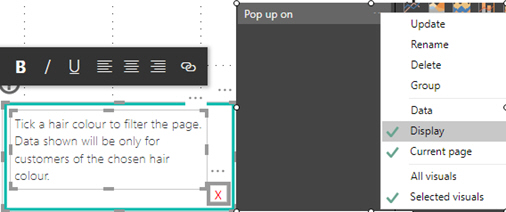 Pop up on
Update
Rename
Delete
Group
Data
Display
Current page
All visuals
Selected visuals
B I U
Tick a hair colour to filter the page.
Data shown will be only for
customers of the chosen hair
colour.
X